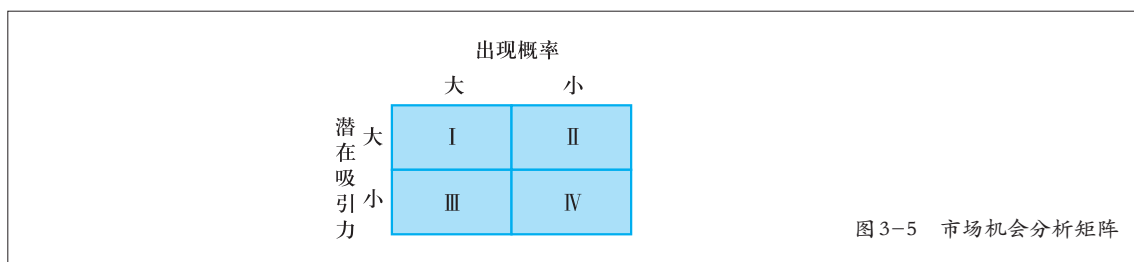 出现概率
大 小
潜在吸引力
大 Ⅰ Ⅱ
小 Ⅲ Ⅳ
图3-5 市场机会分析矩阵